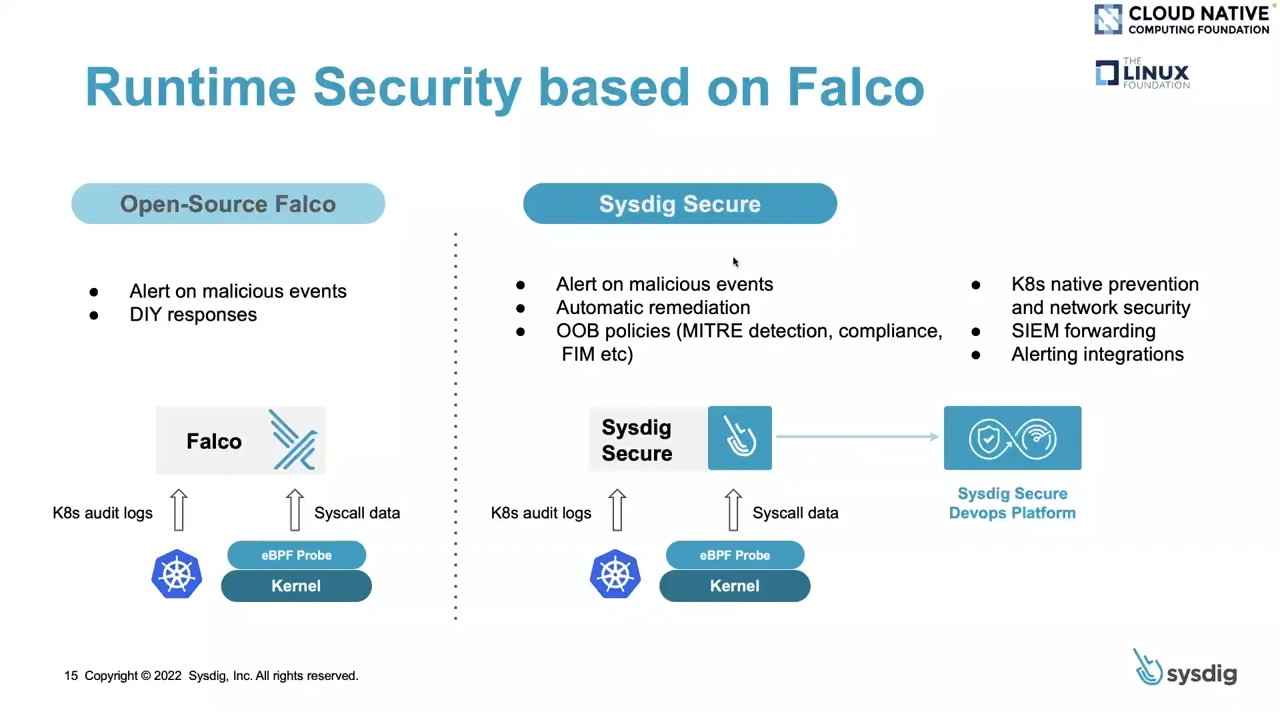 CLOUD NATIVE
COMPUTING FOUNDATION
THE
LINUX
FOUNDATION
Runtime Security based on Falco
Open-Source Falco
● Alert on malicious events
● DIY responses
Falco
K8s audit logs
Syscall data
eBPF Probe
Kernel
Sysdig Secure
● Alert on malicious events
● Automatic remediation
● OOB policies (MITRE detection, compliance,
FIM etc)
● K8s native prevention
and network security
● SIEM forwarding
● Alerting integrations
Sysdig
Secure
Sysdig Secure
Devops Platform
K8s audit logs
Syscall data
eBPF Probe
Kernel
15 Copyright © 2022 Sysdig, Inc. All rights reserved.
sysdig